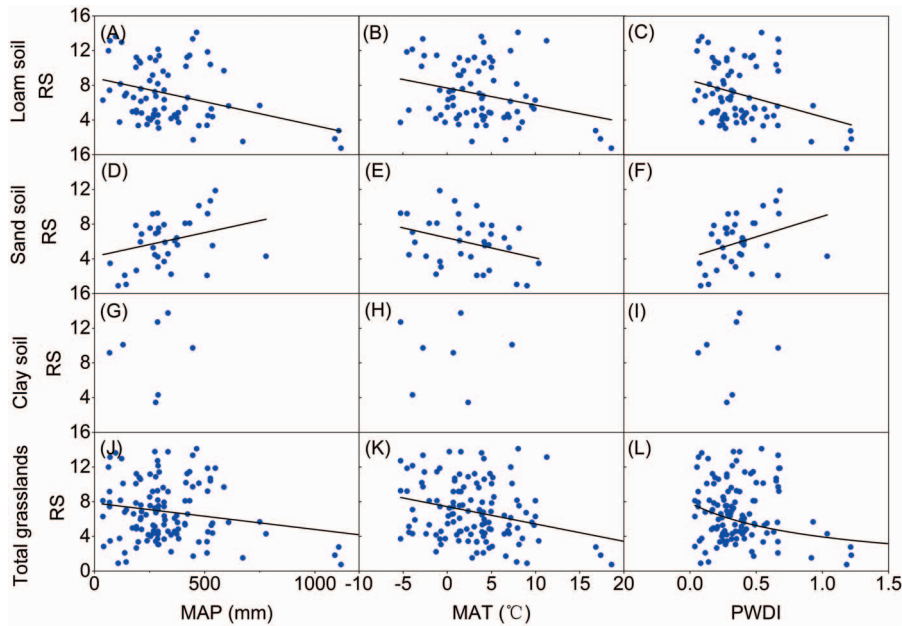 16 (A) (B) (C)
12
Loam soil
RS
8
4
16 (D) (E) (F)
12
Sand soil
RS
8
4
16 (G) (H) (I)
12
Clay soil
RS
8
4
16 (J) (K) (L)
12
Total grasslands
RS
8
4
0
0 500 1000 -1 -5 0 5 10 15 20 0.0 0.5 1.0 1.5
MAP (mm) MAT (℃) PWDI